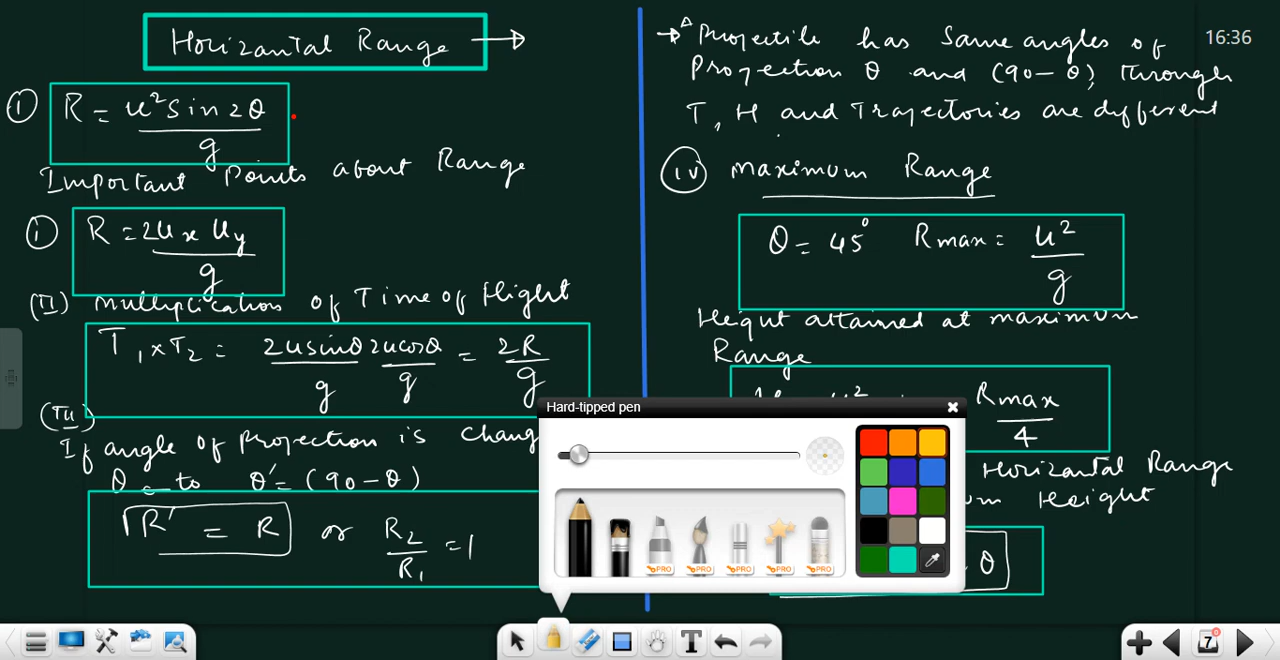 Horizantal Range →
① R = u²sin2θ / g
Important Points about Range
① R = 2ux uy / g
(II) Multiplication of Time of flight
T₁×T₂ = 2usinθ/g 2ucosθ/g = 2R/g
(III)
If angle of projection is chang
θ to θ' = (90-θ)
R' = R or R₂/R₁ = 1
→ A Projectile has same angles of
Projection θ and (90-θ), Through
T, H and Trajectories are different
(iv) maximum Range
θ = 45° Rmax = u²/g
Height attained at maximum
Range
Rmax/4
Horizontal Range
Height
θ
16:36
Hard-tipped pen
PRO PRO PRO PRO PRO
T
7